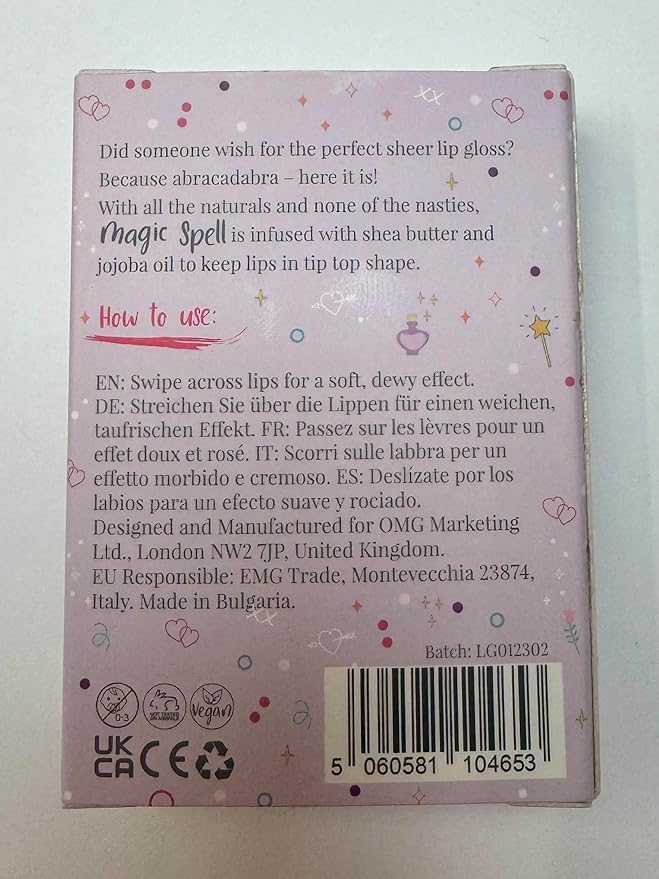 Did someone wish for the perfect sheer lip gloss?
Because abracadabra – here it is!
With all the naturals and none of the nasties,
Magic Spell is infused with shea butter and
jojoba oil to keep lips in tip top shape.
How to use:
EN: Swipe across lips for a soft, dewy effect.
DE: Streichen Sie über die Lippen für einen weichen,
taufrischen Effekt. FR: Passez sur les lèvres pour un
effet doux et rosé. IT: Scorri sulle labbra per un
effetto morbido e cremoso. ES: Deslízate por los
labios para un efecto suave y rociado.
Designed and Manufactured for OMG Marketing
Ltd., London NW2 7JP, United Kingdom.
EU Responsible: EMG Trade, Montevecchia 23874,
Italy. Made in Bulgaria.
Batch: LG012302
0-3
NOT TESTED
ON ANIMALS
Vegan
UK
CA CE
5 060581 104653